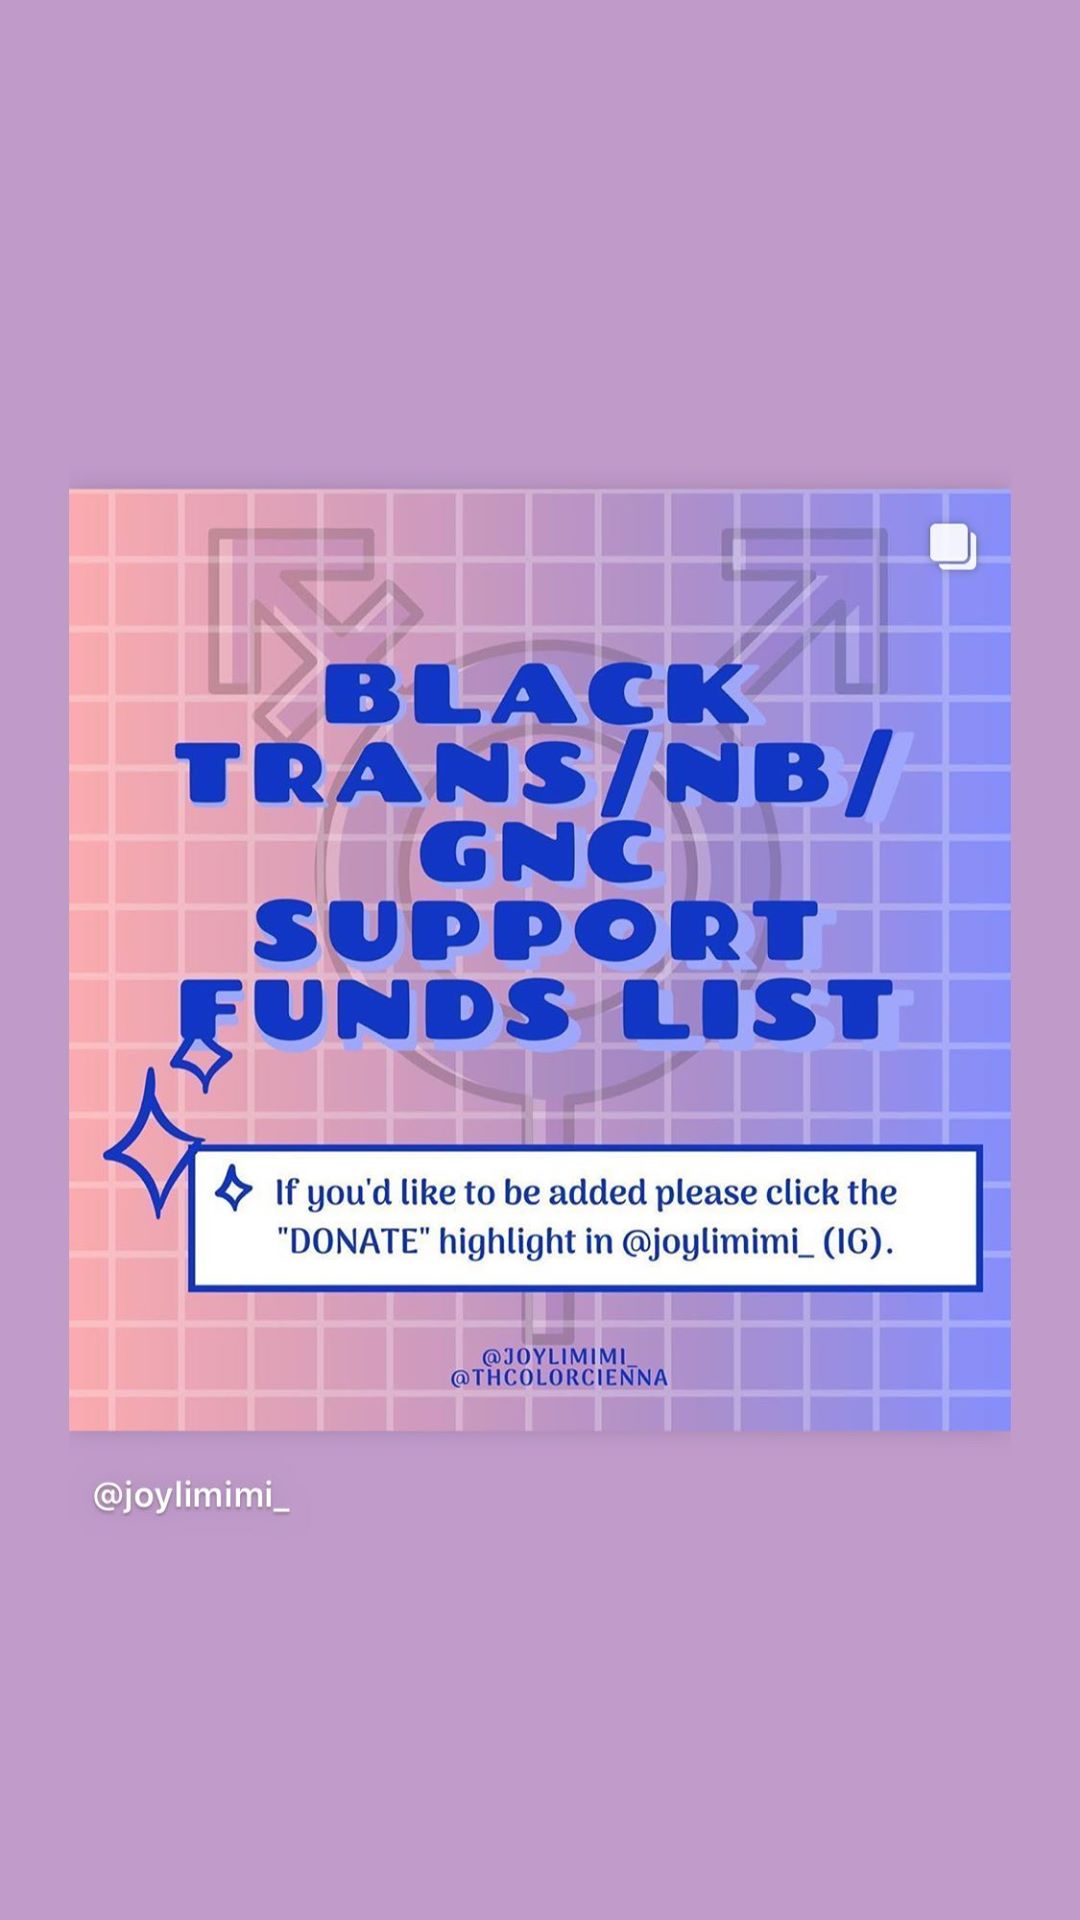 BLACK
TRANS/NB/
GNC
SUPPORT
FUNDS LIST
If you'd like to be added please click the
"DONATE" highlight in @joylimimi_ (IG).
@JOYLIMIMI_
@THCOLORCIENNA
@joylimimi_